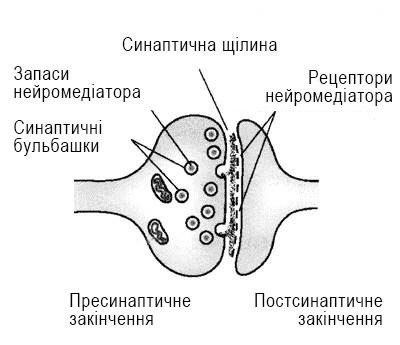 Синаптична щілина
Запаси
нейромедіатора
Рецептори
нейромедіатора
Синаптичні
бульбашки
Пресинаптичне
закінчення
Постсинаптичне
закінчення